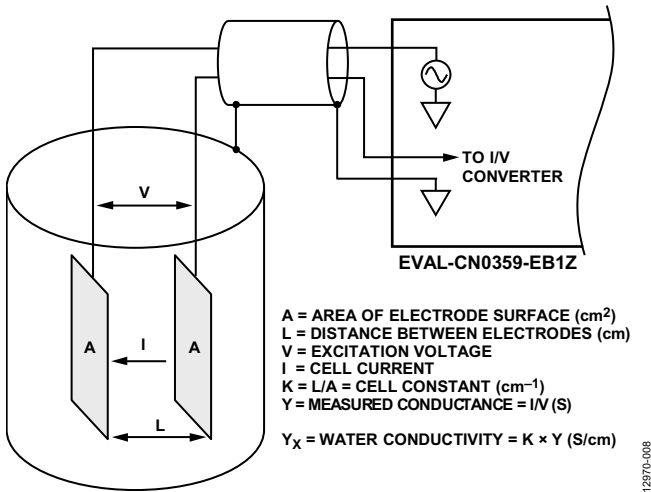 TO I/V
CONVERTER
V
EVAL-CN0359-EB1Z
A
I
A
L
A = AREA OF ELECTRODE SURFACE (cm²)
L = DISTANCE BETWEEN ELECTRODES (cm)
V = EXCITATION VOLTAGE
I = CELL CURRENT
K = L/A = CELL CONSTANT (cm–1)
Y = MEASURED CONDUCTANCE = I/V (S)
YX = WATER CONDUCTIVITY = K × Y (S/cm)
12970-008